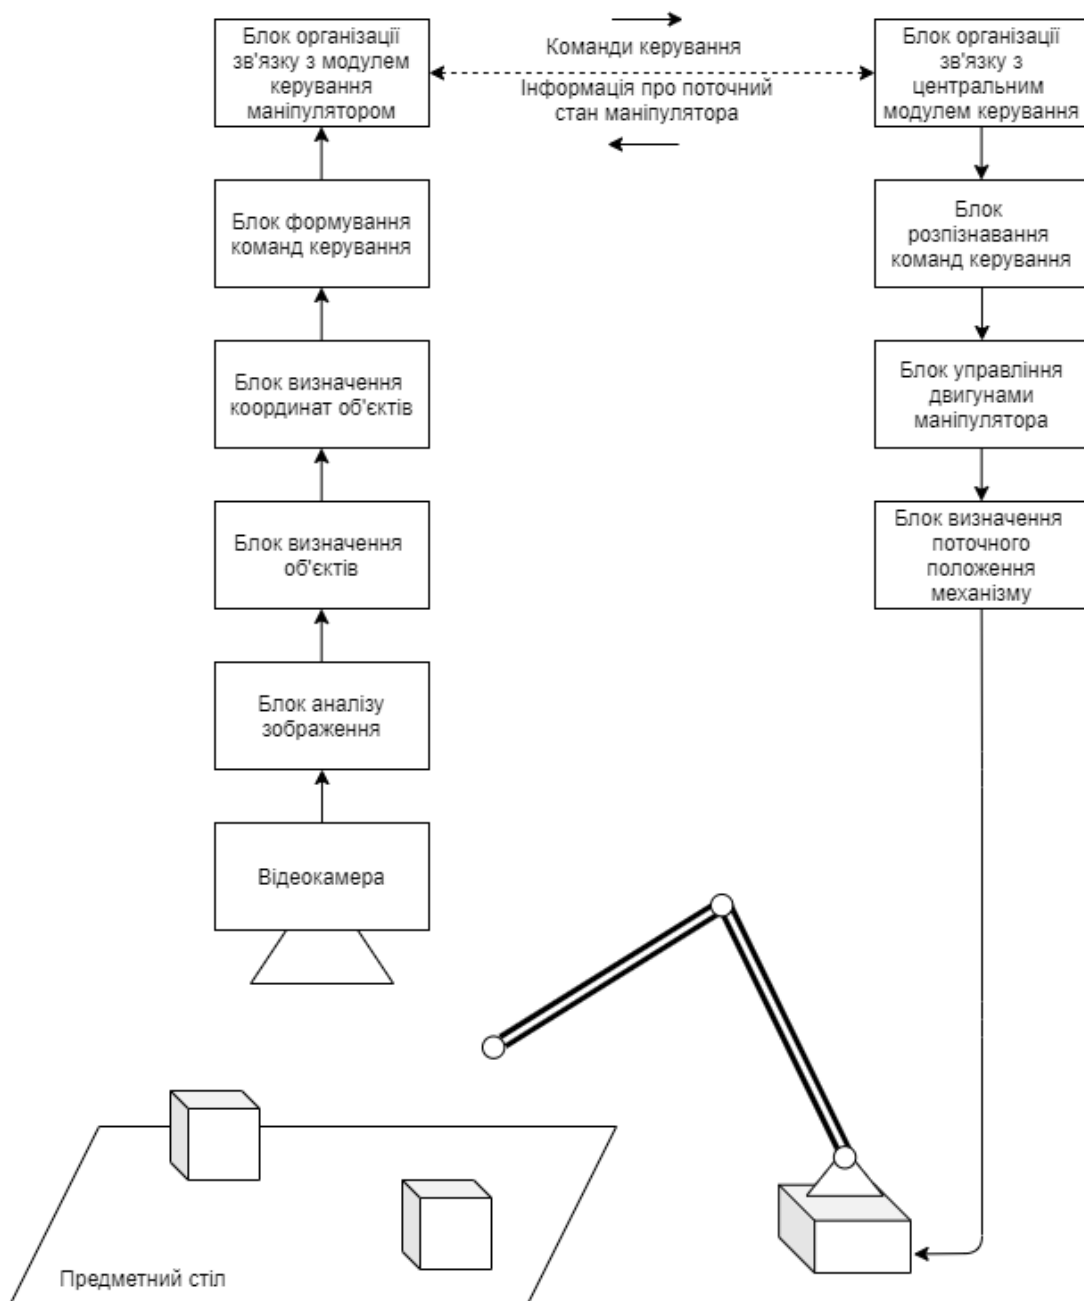 Блок організації
зв'язку з модулем
керування
маніпулятором
Команди керування
Інформація про поточний
стан маніпулятора
Блок організації
зв'язку з
центральним
модулем керування
Блок формування
команд керування
Блок
розпізнавання
команд керування
Блок визначення
координат об'єктів
Блок управління
двигунами
маніпулятора
Блок визначення
об'єктів
Блок визначення
поточного
положення
механізму
Блок аналізу
зображення
Відеокамера
Предметний стіл